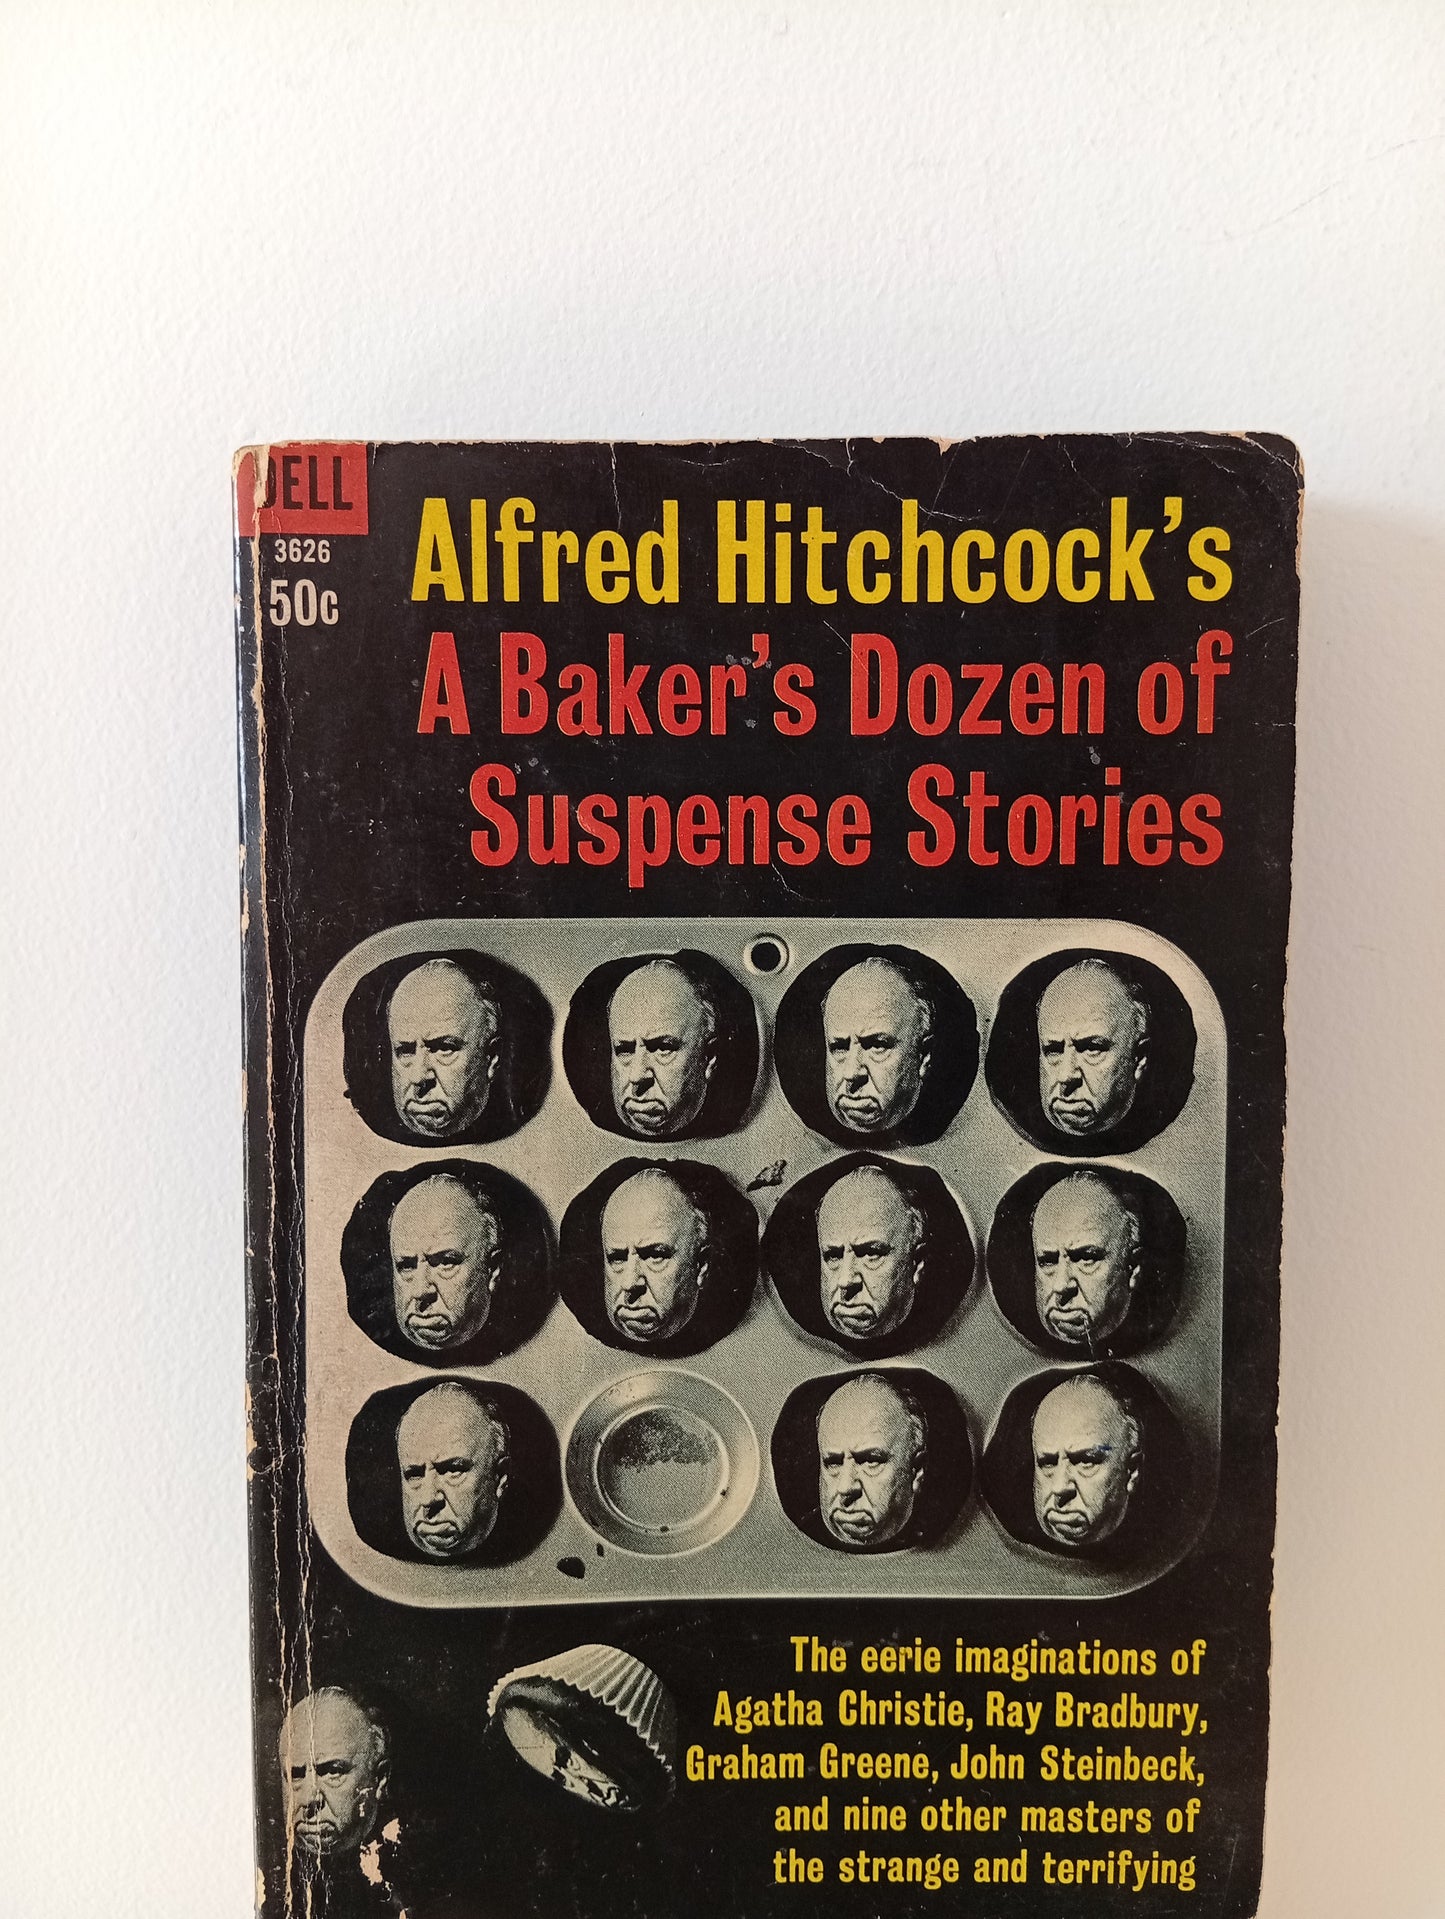 DELL
3626
50c
Alfred Hitchcock's
A Baker's Dozen of
Suspense Stories
The eerie imaginations of
Agatha Christie, Ray Bradbury,
Graham Greene, John Steinbeck,
and nine other masters of
the strange and terrifying